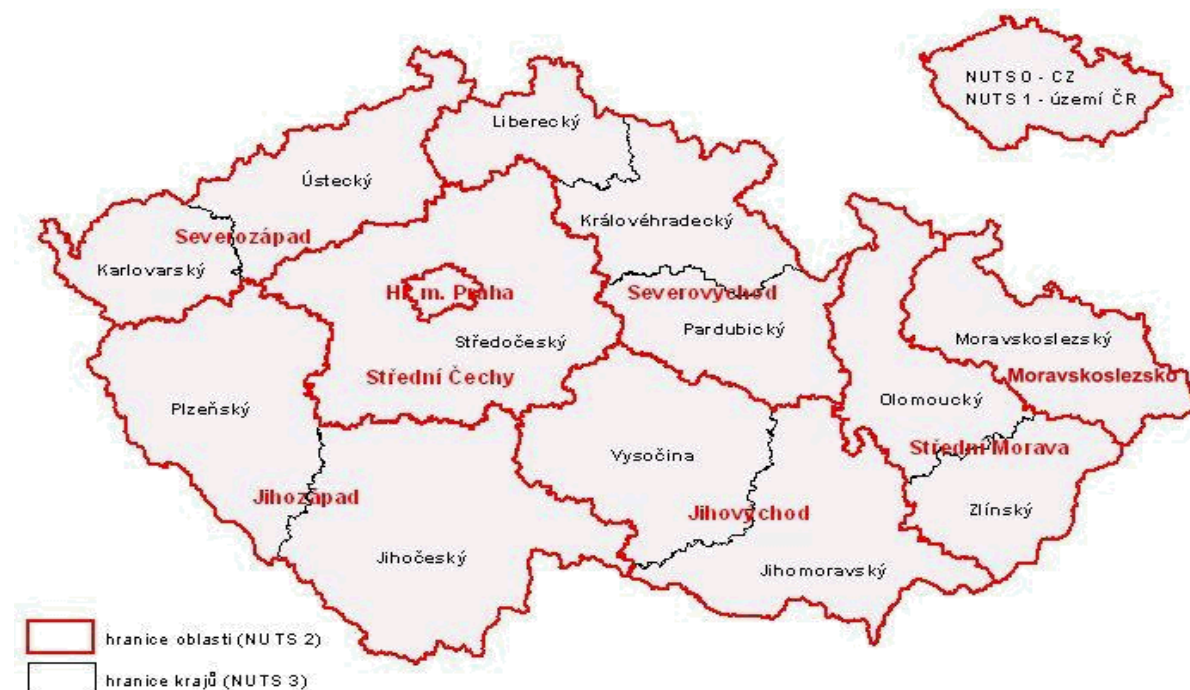 NUTS 0 - CZ
NUTS 1 - území ČR
Liberecký
Ústecký
Královéhradecký
Severozápad
Karlovarský
Hl. m. Praha
Severovýchod
Pardubický
Středočeský
Moravskoslezský
Střední Čechy
Moravskoslezsko
Plzeňský
Olomoucký
Vysočina
Střední Morava
Jihozápad
Jihovýchod
Zlínský
Jihočeský
Jihomoravský
hranice oblasti (NUTS 2)
hranice krajů (NUTS 3)